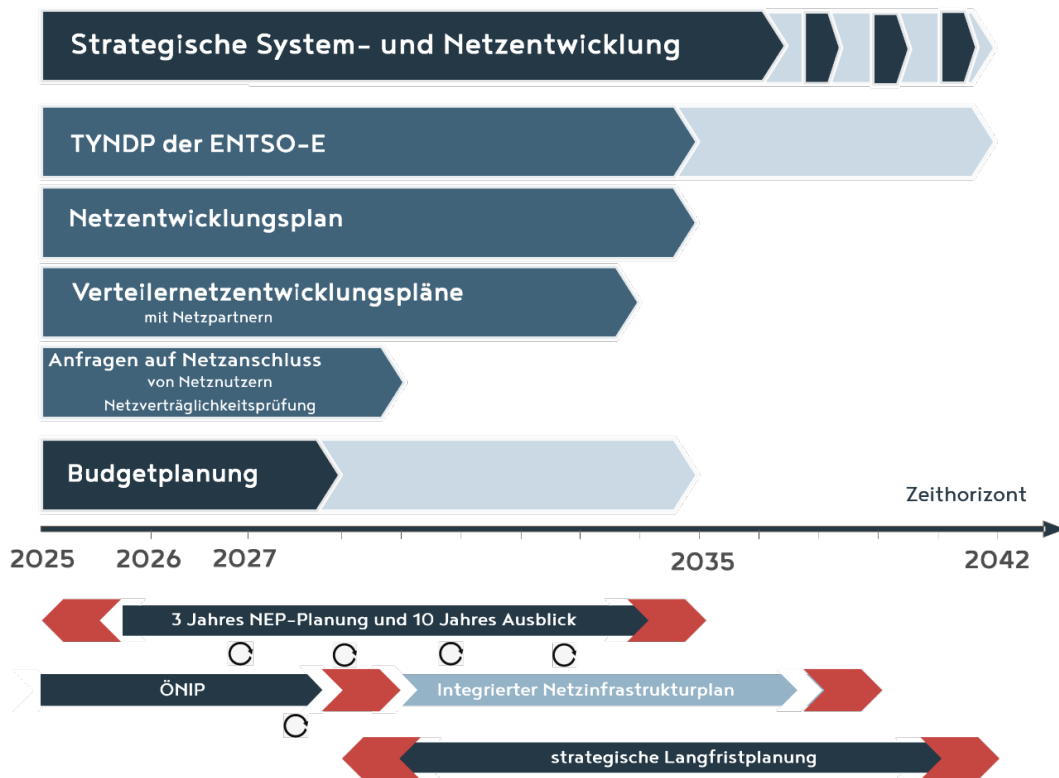 Strategische System- und Netzentwicklung
TYNDP der ENTSO-E
Netzentwicklungsplan
Verteilernetzentwicklungspläne
mit Netzpartnern
Anfragen auf Netzanschluss
von Netznutzern
Netzverträglichkeitsprüfung
Budgetplanung
Zeithorizont
2025 2026 2027 2035 2042
3 Jahres NEP-Planung und 10 Jahres Ausblick
ÖNIP Integrierter Netzinfrastrukturplan
strategische Langfristplanung